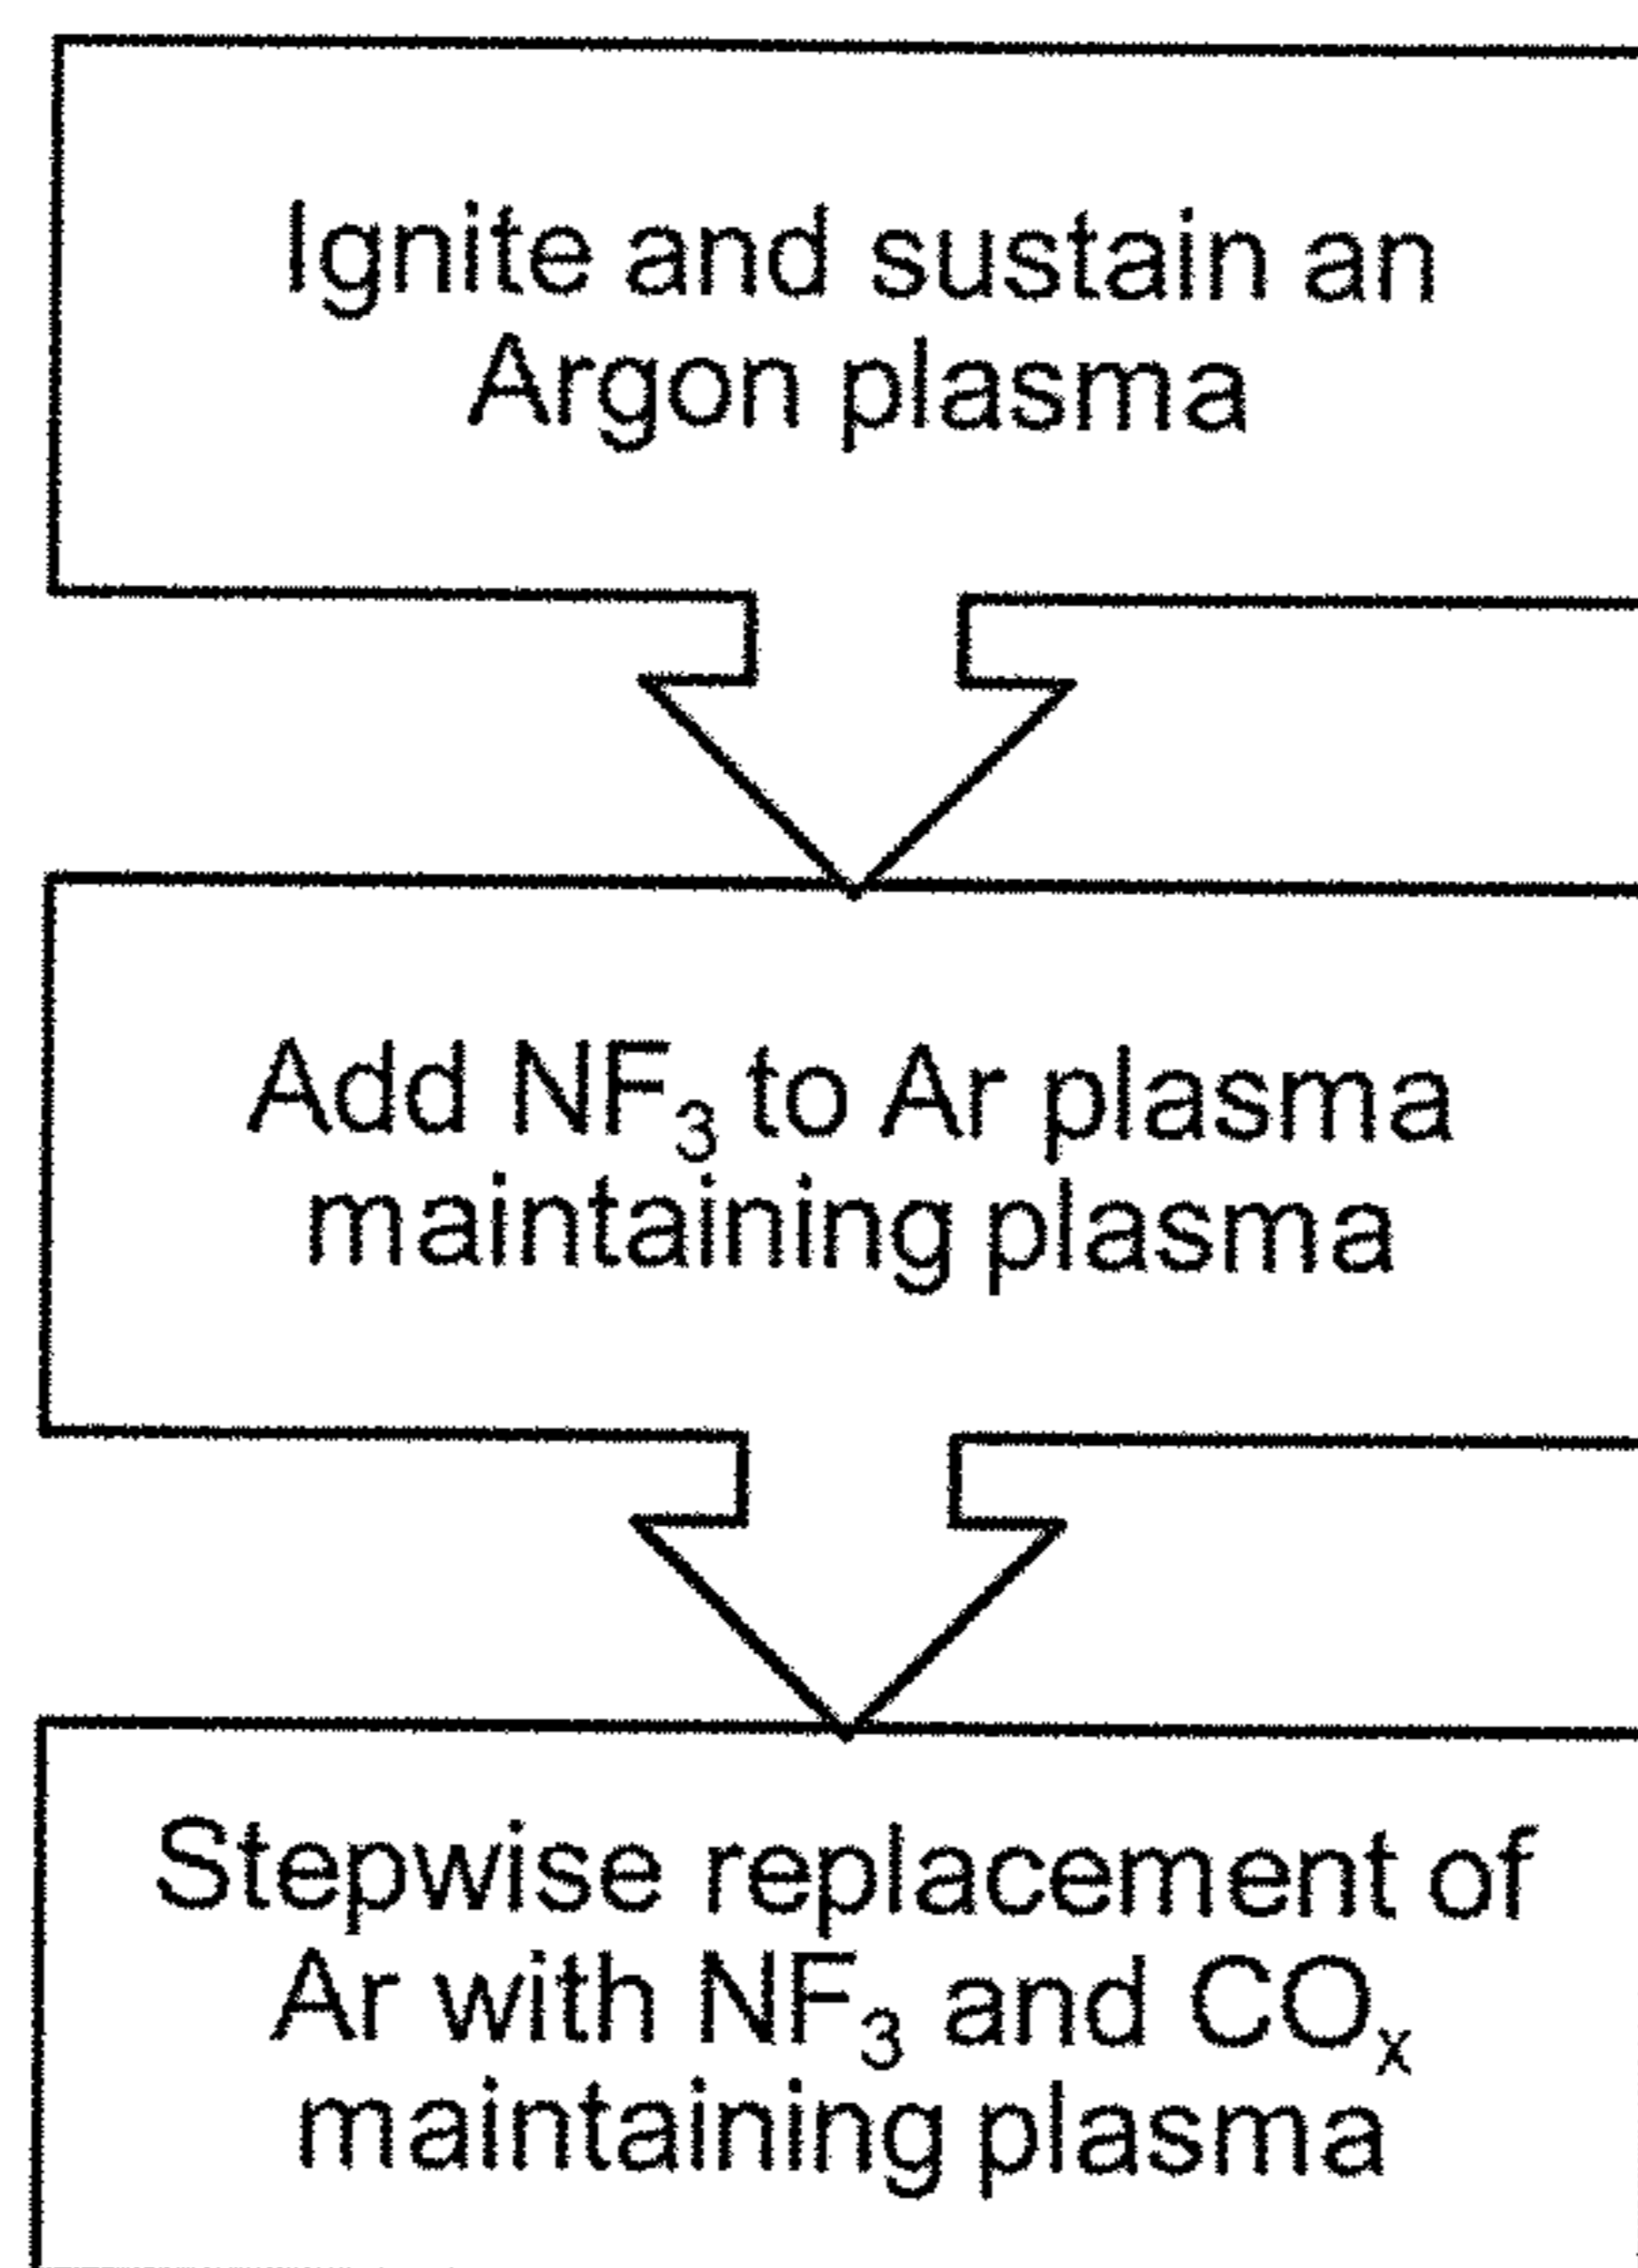 Ignite and sustain an
Argon plasma
Add NF₃ to Ar plasma
maintaining plasma
Stepwise replacement of
Ar with NF₃ and COₓ
maintaining plasma